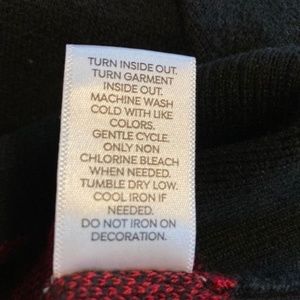 TURN INSIDE OUT.
TURN GARMENT
INSIDE OUT.
MACHINE WASH
COLD WITH LIKE
COLORS.
GENTLE CYCLE.
ONLY NON
CHLORINE BLEACH
WHEN NEEDED.
TUMBLE DRY LOW.
COOL IRON IF
NEEDED.
DO NOT IRON ON
DECORATION.